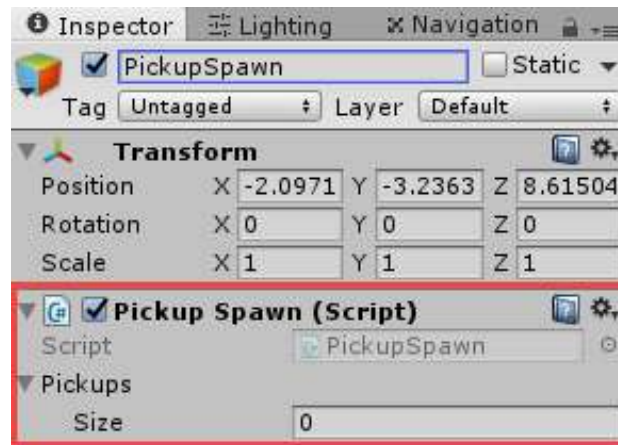 Inspector Lighting Navigation
PickupSpawn Static
Tag Untagged Layer Default
Transform
Position X -2.0971 Y -3.2363 Z 8.61504
Rotation X 0 Y 0 Z 0
Scale X 1 Y 1 Z 1
Pickup Spawn (Script)
Script PickupSpawn
Pickups
Size 0